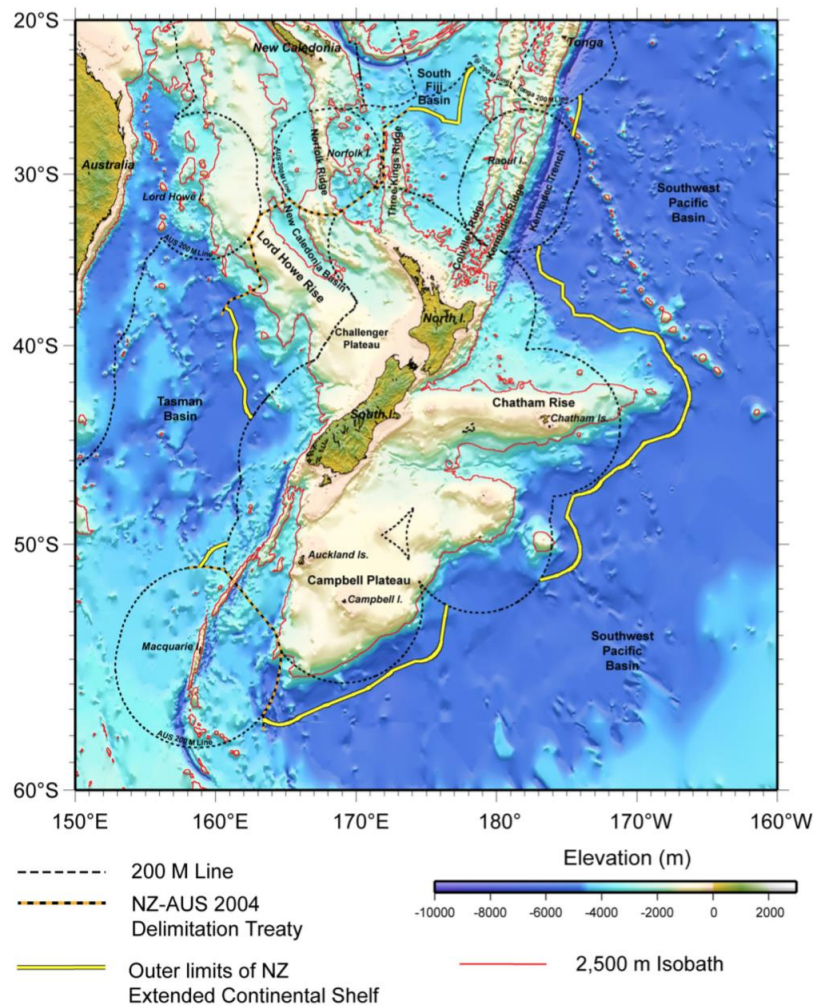 20°S
30°S
40°S
50°S
60°S
150°E
160°E
170°E
180°
170°W
160°W
New Caledonia
Tonga
South
Fiji
Basin
Australia
Norfolk Ridge
Norfolk I.
Three Kings Ridge
Raoul I.
Kermadec Trench
Southwest
Pacific
Basin
Lord Howe I.
AUS 200 M Line
AUS 200 M Line
New Caledonia Basin
Colville Ridge
Kermadec Ridge
Lord Howe Rise
North I.
Challenger
Plateau
Tasman
Basin
South I.
Chatham Rise
Chatham Is.
Auckland Is.
Campbell Plateau
Campbell I.
Macquarie I.
AUS 200 M Line
Southwest
Pacific
Basin
200 M Line
NZ-AUS 2004
Delimitation Treaty
Outer limits of NZ
Extended Continental Shelf
Elevation (m)
-10000
-8000
-6000
-4000
-2000
0
2000
2,500 m Isobath